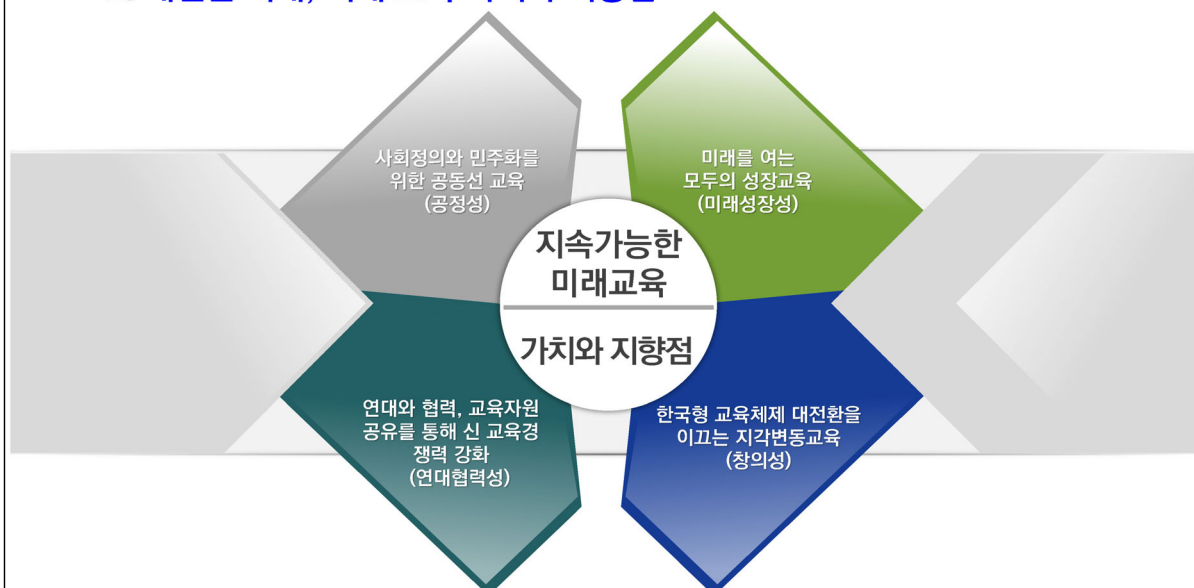 사회정의와 민주화를
위한 공동선 교육
(공정성)
미래를 여는
모두의 성장교육
(미래성장성)
지속가능한
미래교육
가치와 지향점
연대와 협력, 교육자원
공유를 통해 신 교육경
쟁력 강화
(연대협력성)
한국형 교육체제 대전환을
이끄는 지각변동교육
(창의성)